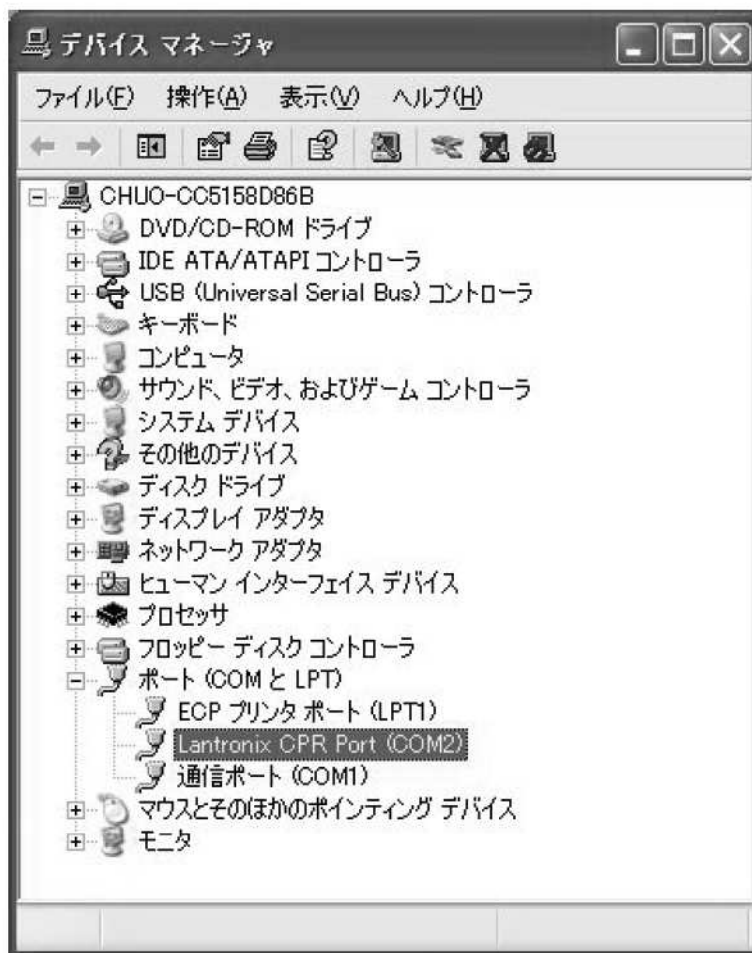 デバイス マネージャ
ファイル(F) 操作(A) 表示(V) ヘルプ(H)
CHUO-CC5158D86B
DVD/CD-ROM ドライブ
IDE ATA/ATAPI コントローラ
USB (Universal Serial Bus) コントローラ
キーボード
コンピュータ
サウンド、ビデオ、およびゲーム コントローラ
システム デバイス
その他のデバイス
ディスク ドライブ
ディスプレイ アダプタ
ネットワーク アダプタ
ヒューマン インターフェイス デバイス
プロセッサ
フロッピー ディスク コントローラ
ポート (COM と LPT)
ECP プリンタ ポート (LPT1)
Lantronix CPR Port (COM2)
通信ポート (COM1)
マウスとそのほかのポインティング デバイス
モニタ